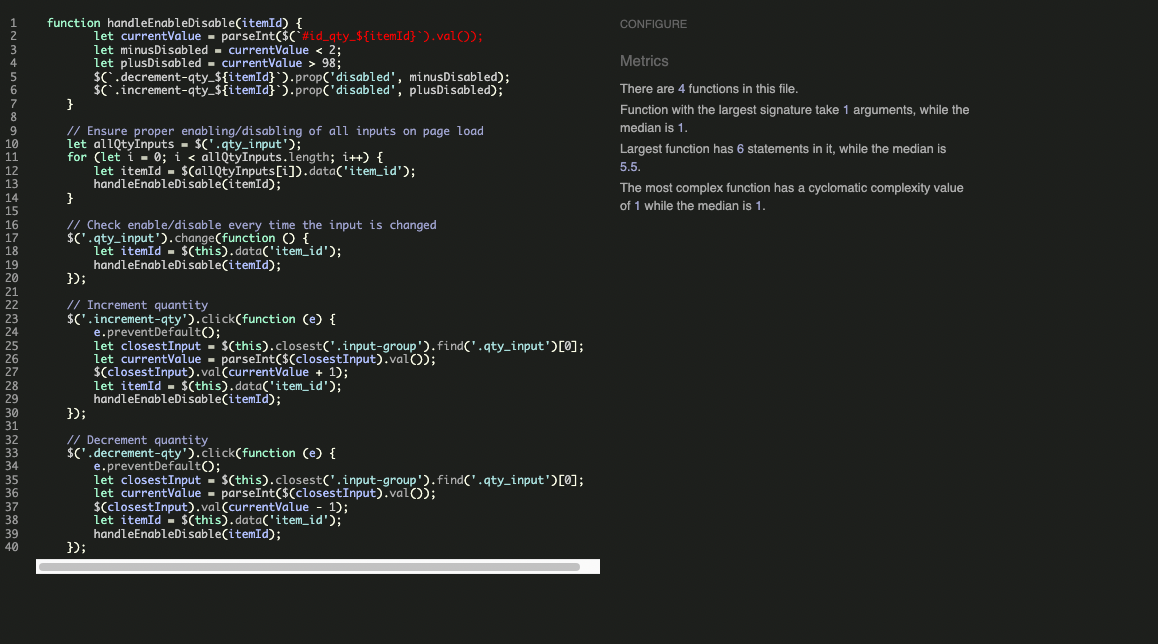 1 function handleEnableDisable(itemId) {
2 let currentValue = parseInt($(`#id_qty_${itemId}`).val());
3 let minusDisabled = currentValue < 2;
4 let plusDisabled = currentValue > 98;
5 $(`.decrement-qty_${itemId}`).prop('disabled', minusDisabled);
6 $(`.increment-qty_${itemId}`).prop('disabled', plusDisabled);
7 }
8
9 // Ensure proper enabling/disabling of all inputs on page load
10 let allQtyInputs = $('.qty_input');
11 for (let i = 0; i < allQtyInputs.length; i++) {
12 let itemId = $(allQtyInputs[i]).data('item_id');
13 handleEnableDisable(itemId);
14 }
15
16 // Check enable/disable every time the input is changed
17 $('.qty_input').change(function () {
18 let itemId = $(this).data('item_id');
19 handleEnableDisable(itemId);
20 });
21
22 // Increment quantity
23 $('.increment-qty').click(function (e) {
24 e.preventDefault();
25 let closestInput = $(this).closest('.input-group').find('.qty_input')[0];
26 let currentValue = parseInt($(closestInput).val());
27 $(closestInput).val(currentValue + 1);
28 let itemId = $(this).data('item_id');
29 handleEnableDisable(itemId);
30 });
31
32 // Decrement quantity
33 $('.decrement-qty').click(function (e) {
34 e.preventDefault();
35 let closestInput = $(this).closest('.input-group').find('.qty_input')[0];
36 let currentValue = parseInt($(closestInput).val());
37 $(closestInput).val(currentValue - 1);
38 let itemId = $(this).data('item_id');
39 handleEnableDisable(itemId);
40 });
CONFIGURE
Metrics
There are 4 functions in this file.
Function with the largest signature take 1 arguments, while the
median is 1.
Largest function has 6 statements in it, while the median is
5.5.
The most complex function has a cyclomatic complexity value
of 1 while the median is 1.